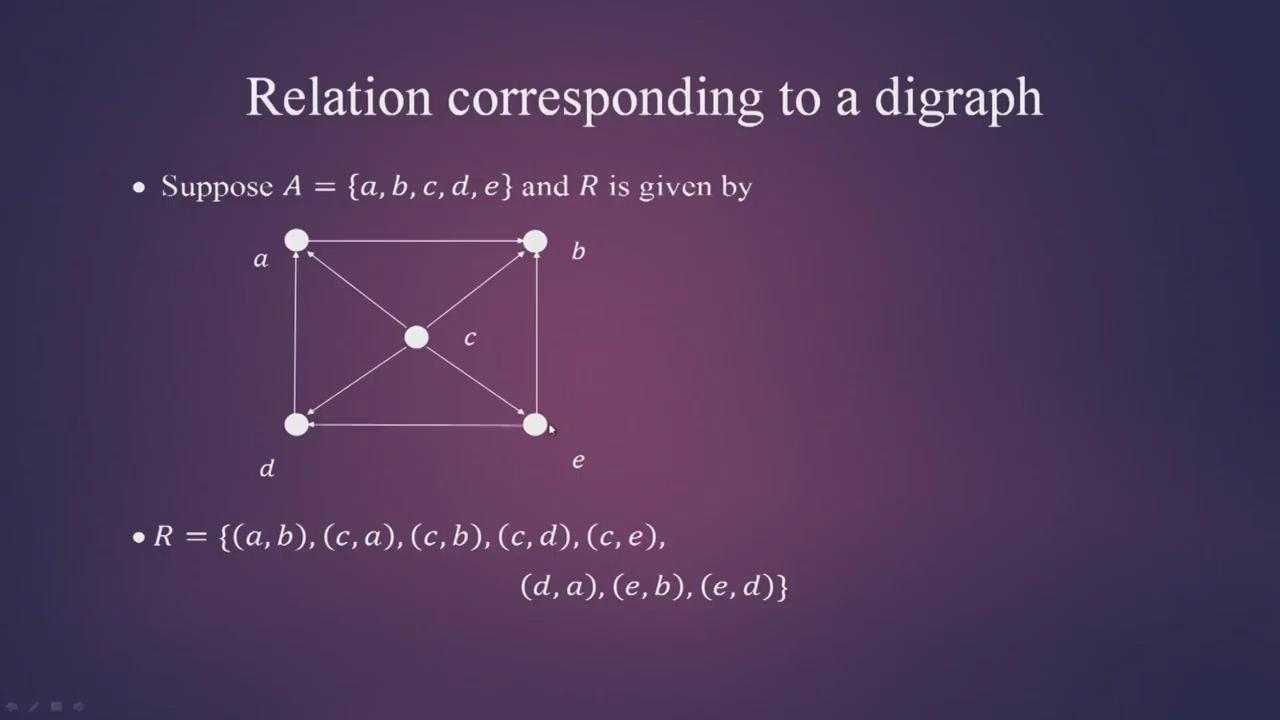 Relation corresponding to a digraph
• Suppose A = {a, b, c, d, e} and R is given by
a
b
c
d
e
• R = {(a, b), (c, a), (c, b), (c, d), (c, e),
(d, a), (e, b), (e, d)}